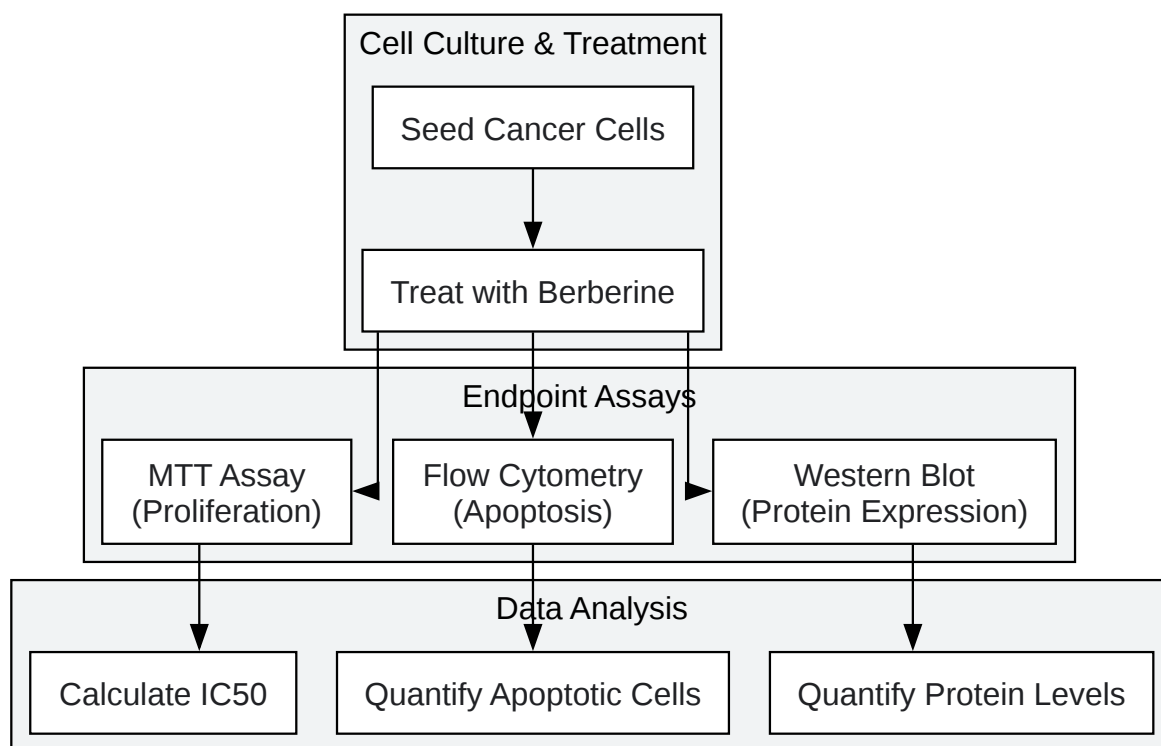 Cell Culture & Treatment
Seed Cancer Cells
Treat with Berberine
Endpoint Assays
MTT Assay
(Proliferation)
Flow Cytometry
(Apoptosis)
Western Blot
(Protein Expression)
Data Analysis
Calculate IC50
Quantify Apoptotic Cells
Quantify Protein Levels